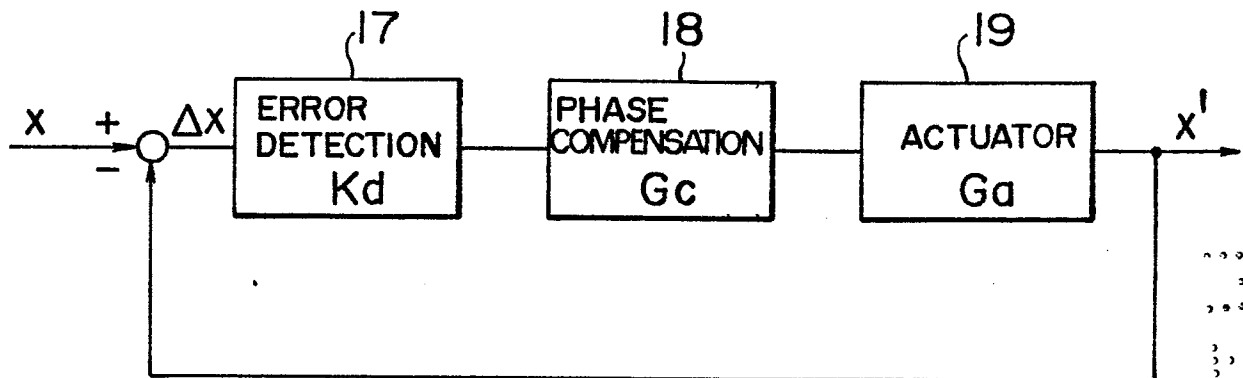 17
18
19
X + − ΔX
ERROR
DETECTION
Kd
PHASE
COMPENSATION
Gc
ACTUATOR
Ga
X'